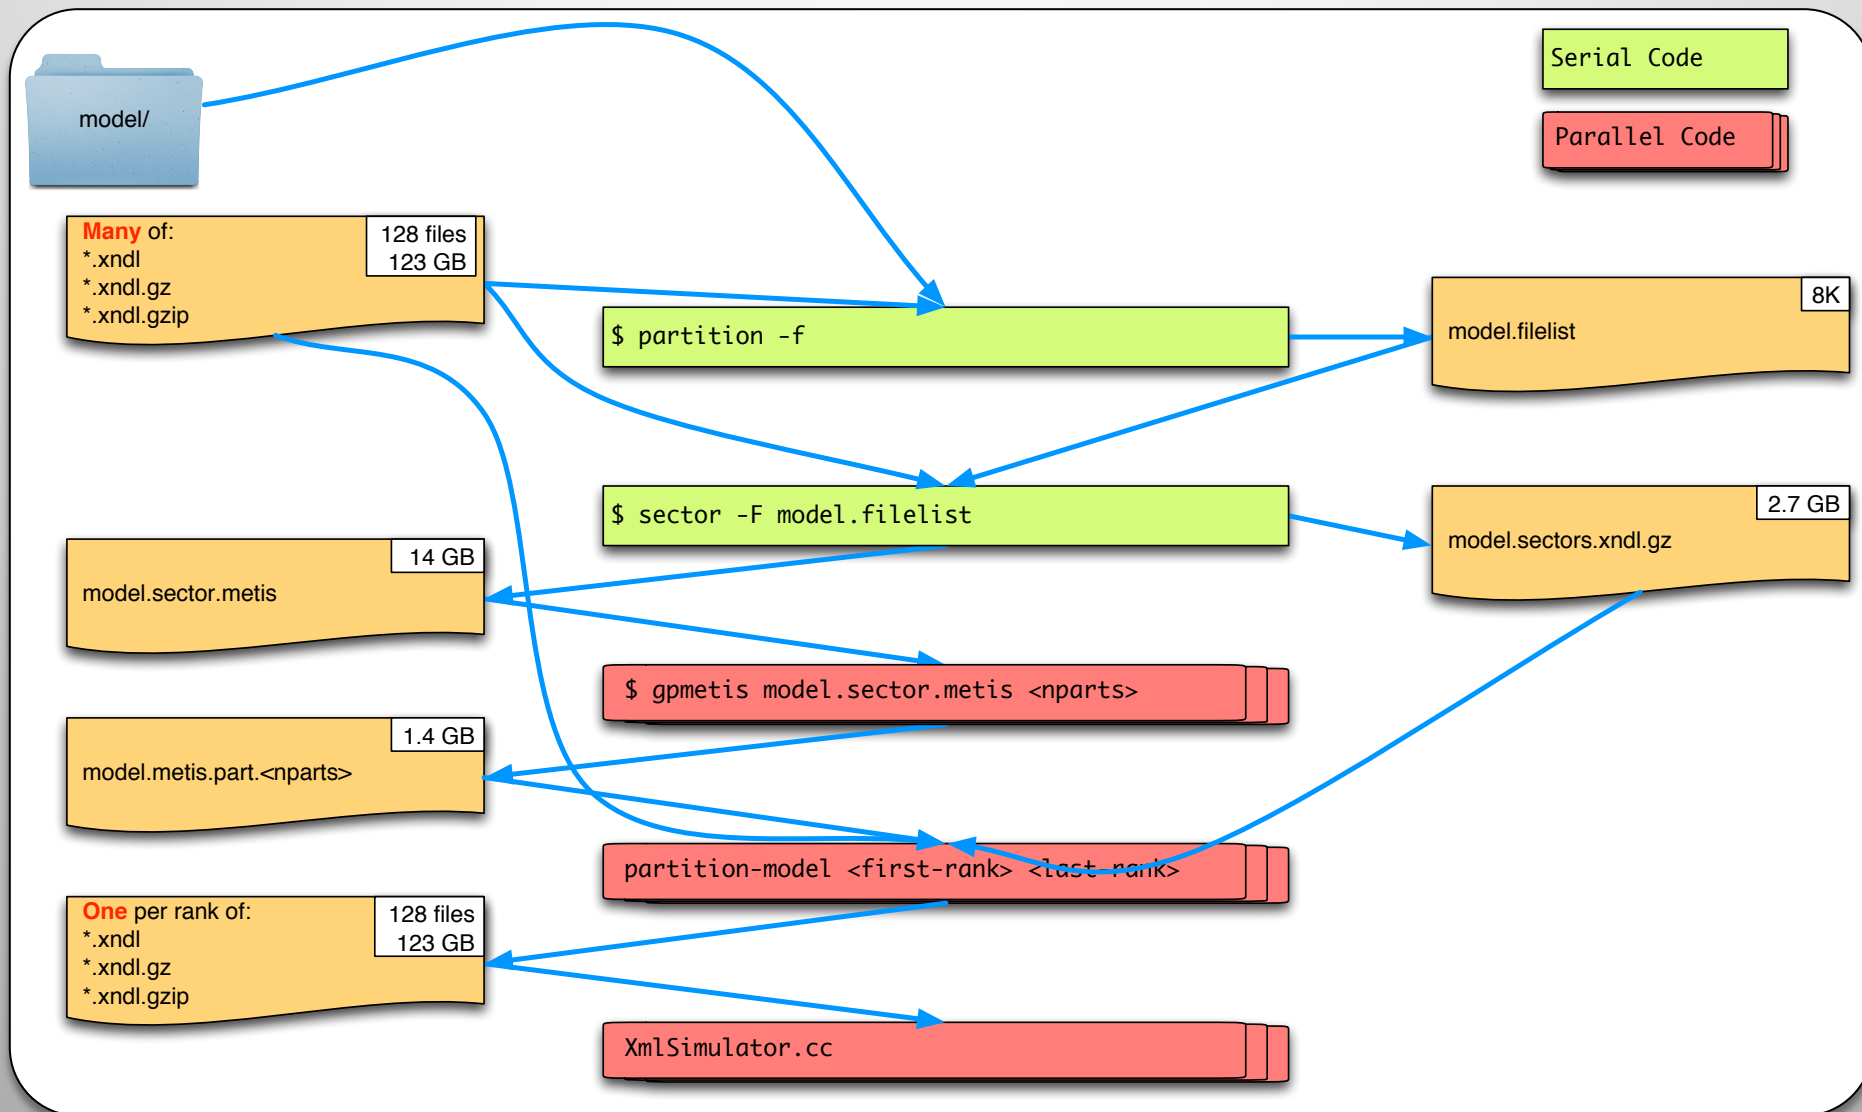 model/
Serial Code
Parallel Code
Many of:
*.xndl
*.xndl.gz
*.xndl.gzip
128 files
123 GB
$ partition -f
8K
model.filelist
$ sector -F model.filelist
2.7 GB
model.sectors.xndl.gz
14 GB
model.sector.metis
$ gpmetis model.sector.metis <nparts>
1.4 GB
model.metis.part.<nparts>
partition-model <first-rank> <last-rank>
One per rank of:
*.xndl
*.xndl.gz
*.xndl.gzip
128 files
123 GB
XmlSimulator.cc